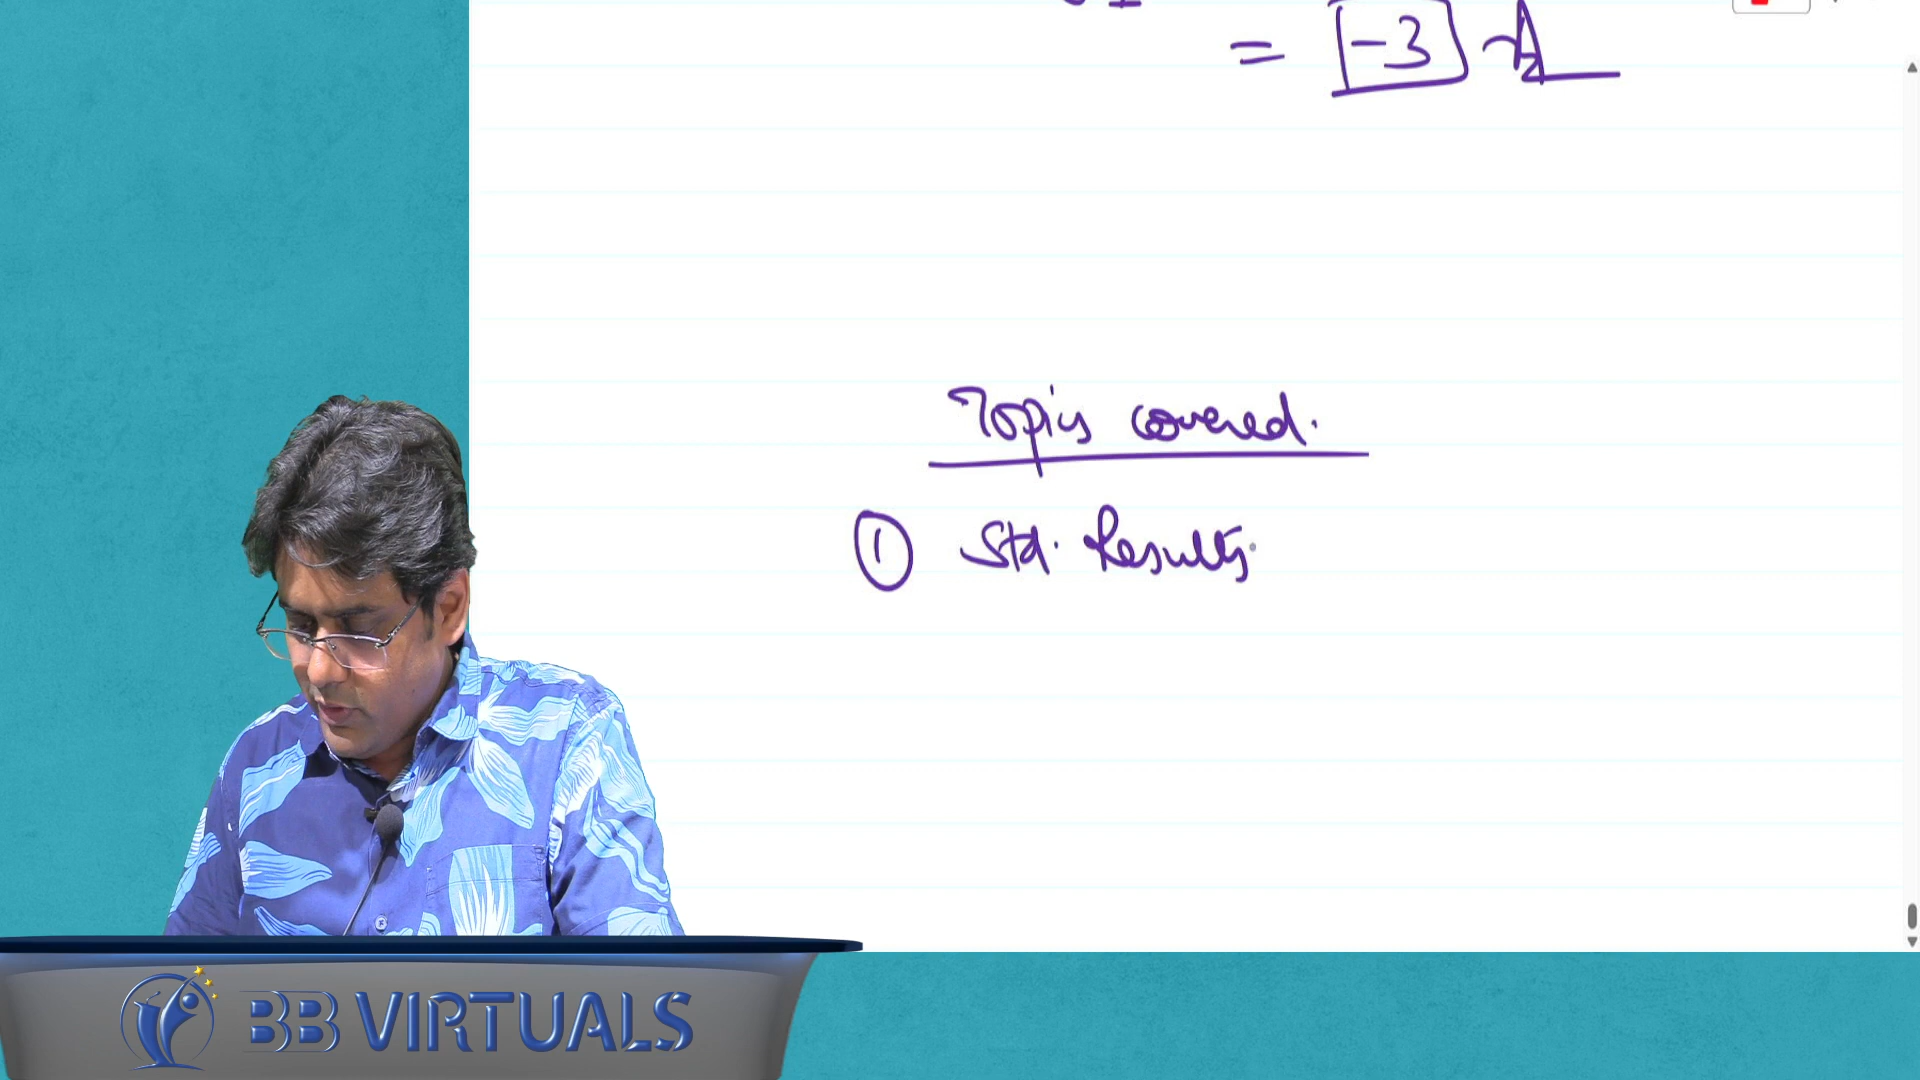 = -3
Topics covered.
① Std. Results
BB VIRTUALS